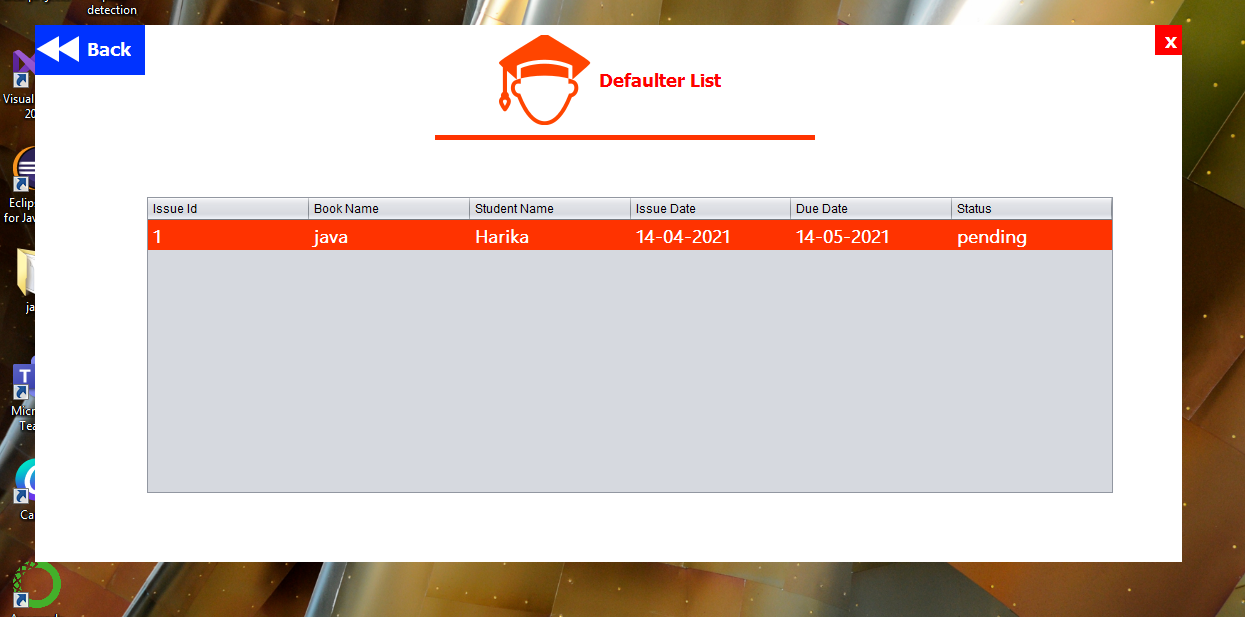 detection
Back
x
Defaulter List
Visual
20
Eclip
for Jav
ja
T
Micr
Tea
Ca
Issue Id Book Name Student Name Issue Date Due Date Status
1 java Harika 14-04-2021 14-05-2021 pending